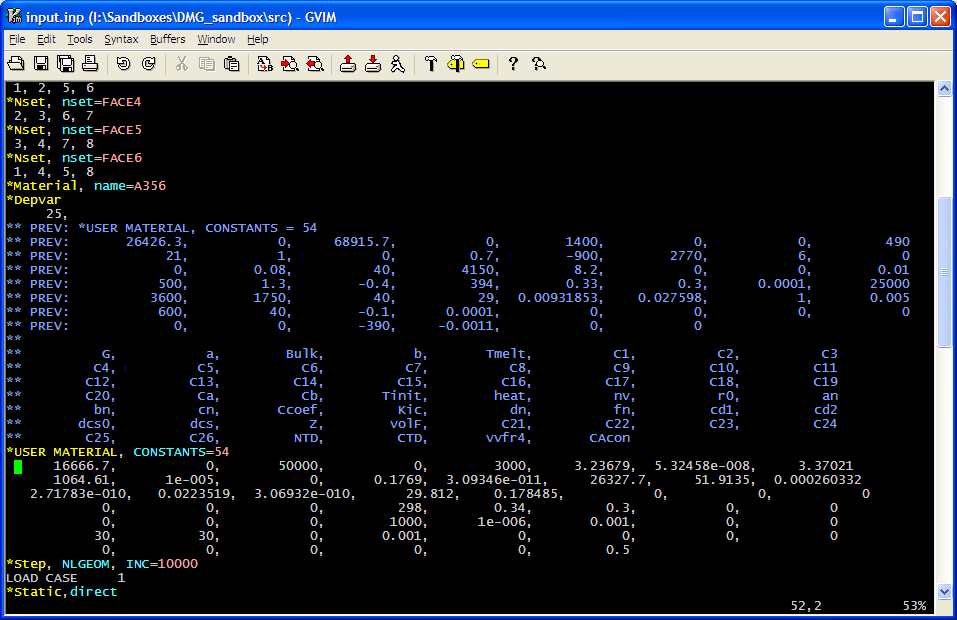 input.inp (I:\Sandboxes\DMG_sandbox\src) - GVIM
File Edit Tools Syntax Buffers Window Help
1, 2, 5, 6
*Nset, nset=FACE4
2, 3, 6, 7
*Nset, nset=FACE5
3, 4, 7, 8
*Nset, nset=FACE6
1, 4, 5, 8
*Material, name=A356
*Depvar
25,
** PREV: *USER MATERIAL, CONSTANTS = 54
** PREV: 26426.3, 0, 68915.7, 0, 1400, 0, 0, 490
** PREV: 21, 1, 0, 0.7, -900, 2770, 6, 0
** PREV: 0, 0.08, 40, 4150, 8.2, 0, 0, 0.01
** PREV: 500, 1.3, -0.4, 394, 0.33, 0.3, 0.0001, 25000
** PREV: 3600, 1750, 40, 29, 0.00931853, 0.027598, 1, 0.005
** PREV: 600, 40, -0.1, 0.0001, 0, 0, 0, 0
** PREV: 0, 0, -390, -0.0011, 0, 0
**
** G, a, Bulk, b, Tmelt, C1, C2, C3
** C4, C5, C6, C7, C8, C9, C10, C11
** C12, C13, C14, C15, C16, C17, C18, C19
** C20, Ca, Cb, Tinit, heat, nv, r0, an
** bn, cn, Ccoef, Kic, dn, fn, cd1, cd2
** dcs0, dcs, Z, volF, C21, C22, C23, C24
** C25, C26, NTD, CTD, vvfr4, CAcon
*USER MATERIAL, CONSTANTS=54
16666.7, 0, 50000, 0, 3000, 3.23679, 5.32458e-008, 3.37021
1064.61, 1e-005, 0, 0.1769, 3.09346e-011, 26327.7, 51.9135, 0.000260332
2.71783e-010, 0.0223519, 3.06932e-010, 29.812, 0.178485, 0, 0, 0
0, 0, 0, 298, 0.34, 0.3, 0, 0
0, 0, 0, 1000, 1e-006, 0.001, 0, 0
30, 30, 0, 0.001, 0, 0, 0, 0
0, 0, 0, 0, 0, 0.5
*Step, NLGEOM, INC=10000
LOAD CASE 1
*Static,direct
52,2 53%